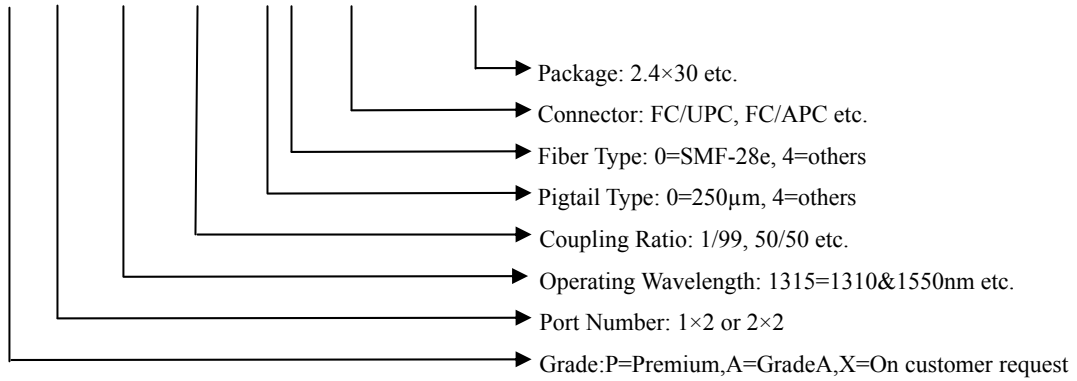 Package: 2.4×30 etc.
Connector: FC/UPC, FC/APC etc.
Fiber Type: 0=SMF-28e, 4=others
Pigtail Type: 0=250μm, 4=others
Coupling Ratio: 1/99, 50/50 etc.
Operating Wavelength: 1315=1310&1550nm etc.
Port Number: 1×2 or 2×2
Grade:P=Premium,A=GradeA,X=On customer request